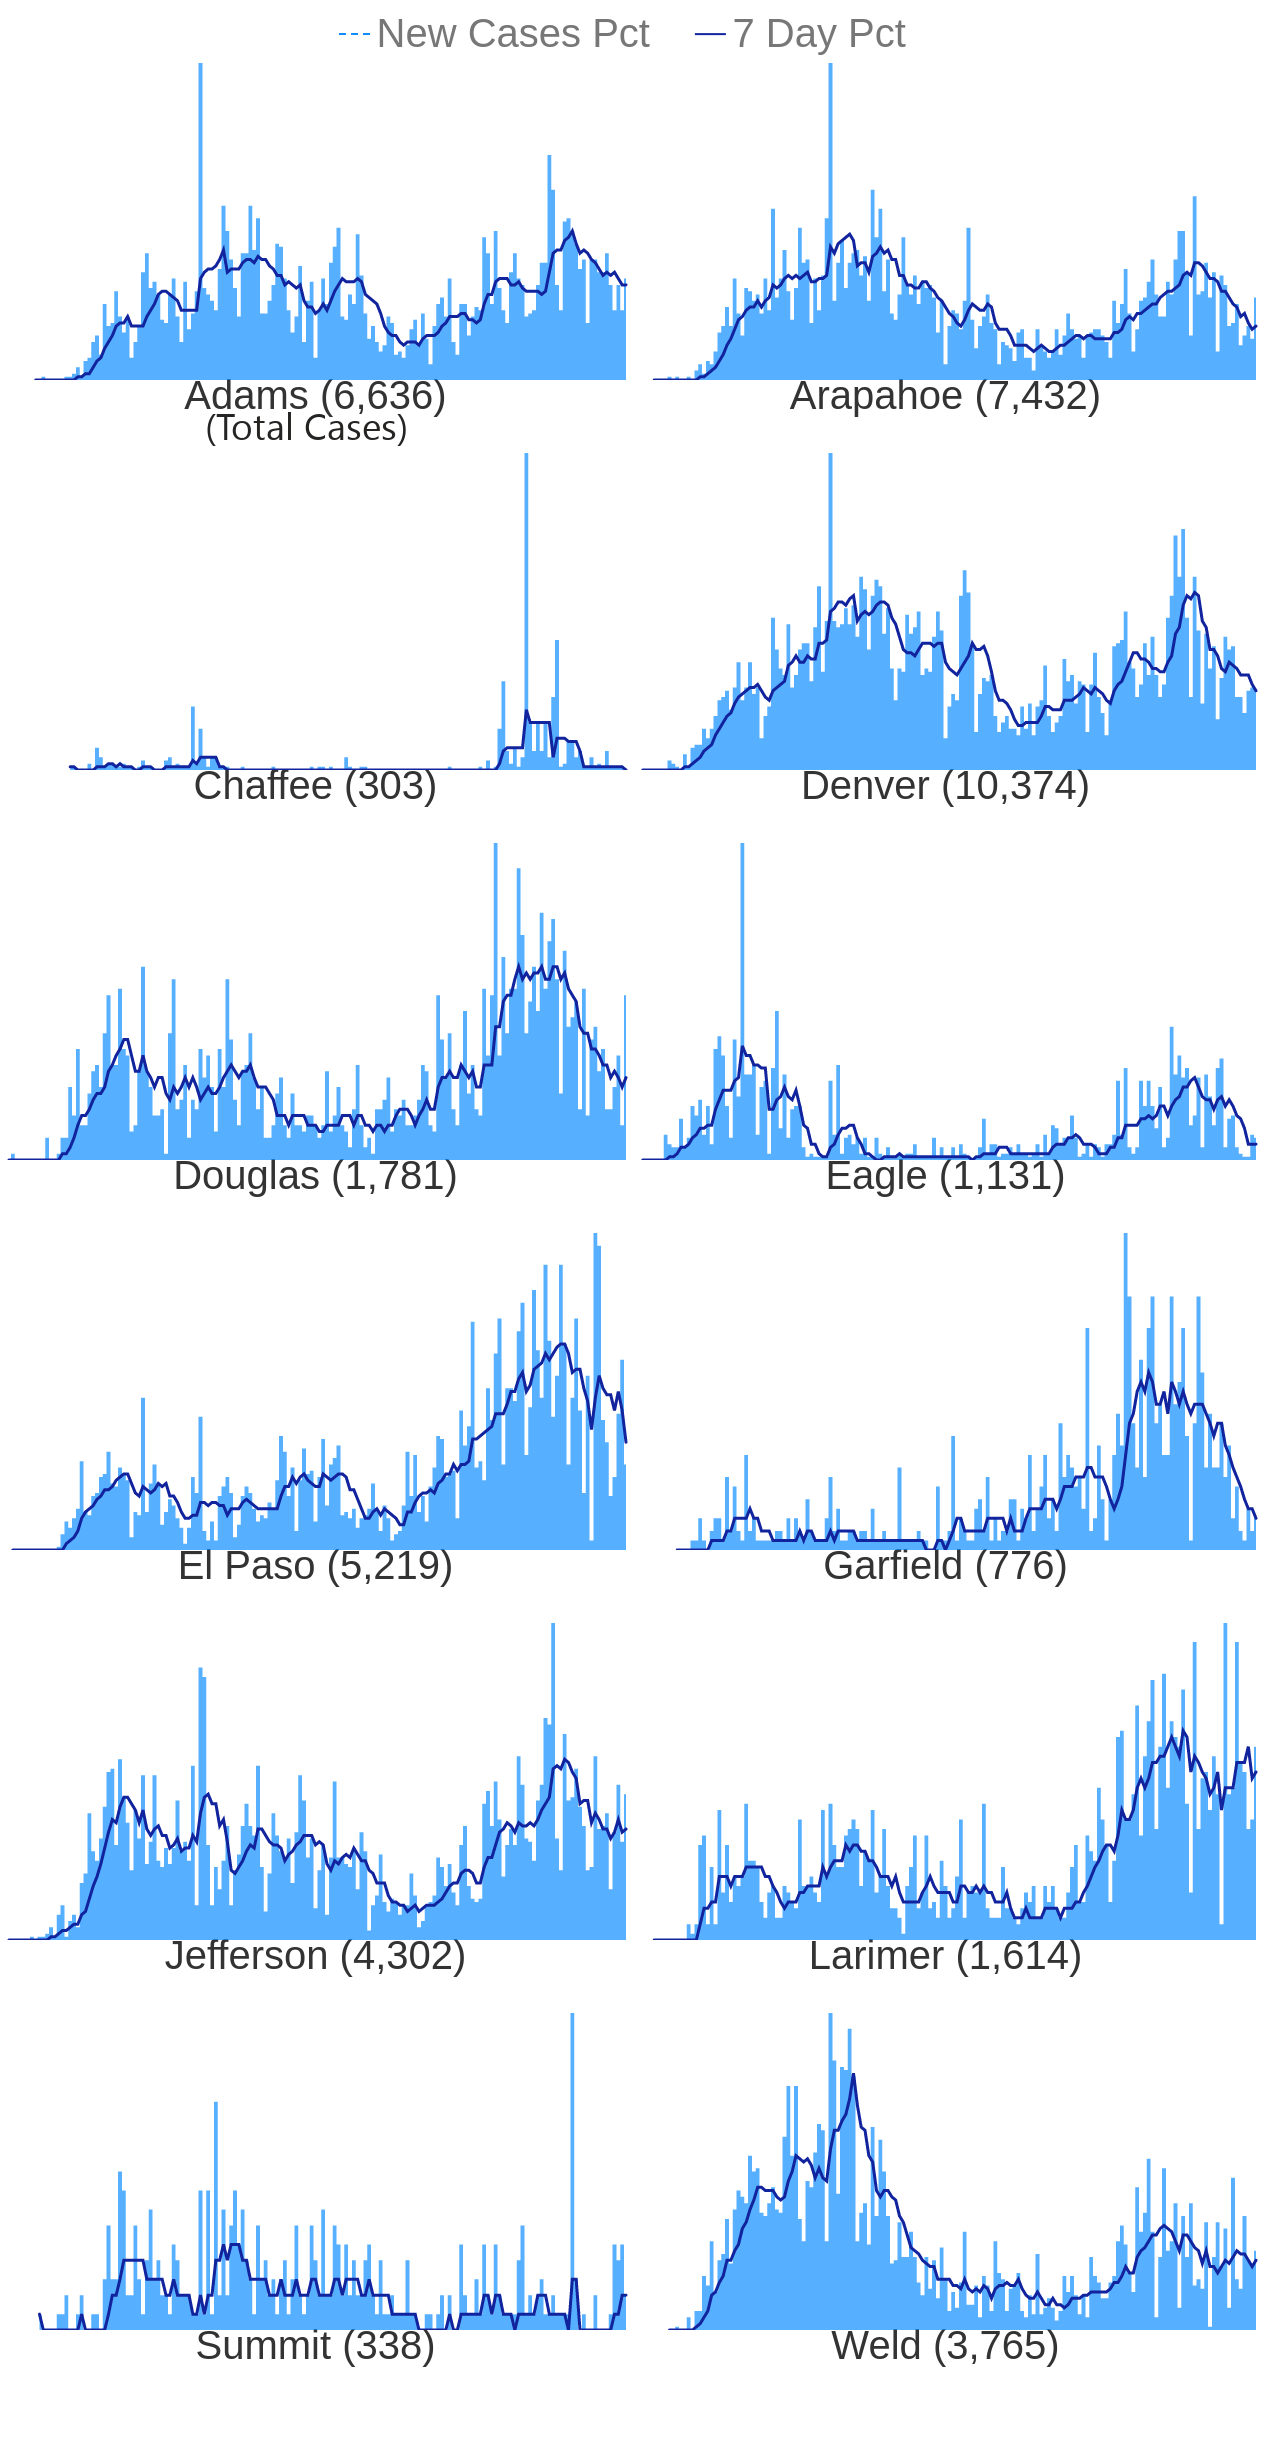 New Cases Pct 7 Day Pct
Adams (6,636) Arapahoe (7,432)
(Total Cases)
Chaffee (303) Denver (10,374)
Douglas (1,781) Eagle (1,131)
El Paso (5,219) Garfield (776)
Jefferson (4,302) Larimer (1,614)
Summit (338) Weld (3,765)